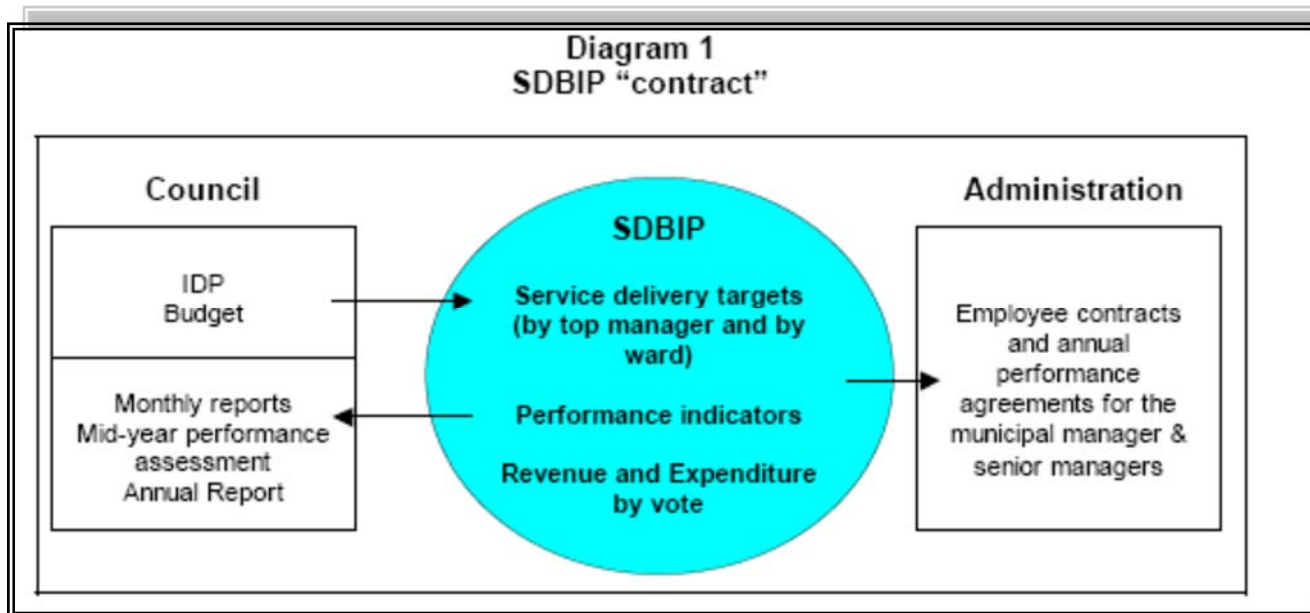 Diagram 1
SDBIP “contract”
Council
IDP
Budget
Monthly reports
Mid-year performance
assessment
Annual Report
SDBIP
Service delivery targets
(by top manager and by
ward)
Performance indicators
Revenue and Expenditure
by vote
Administration
Employee contracts
and annual
performance
agreements for the
municipal manager &
senior managers